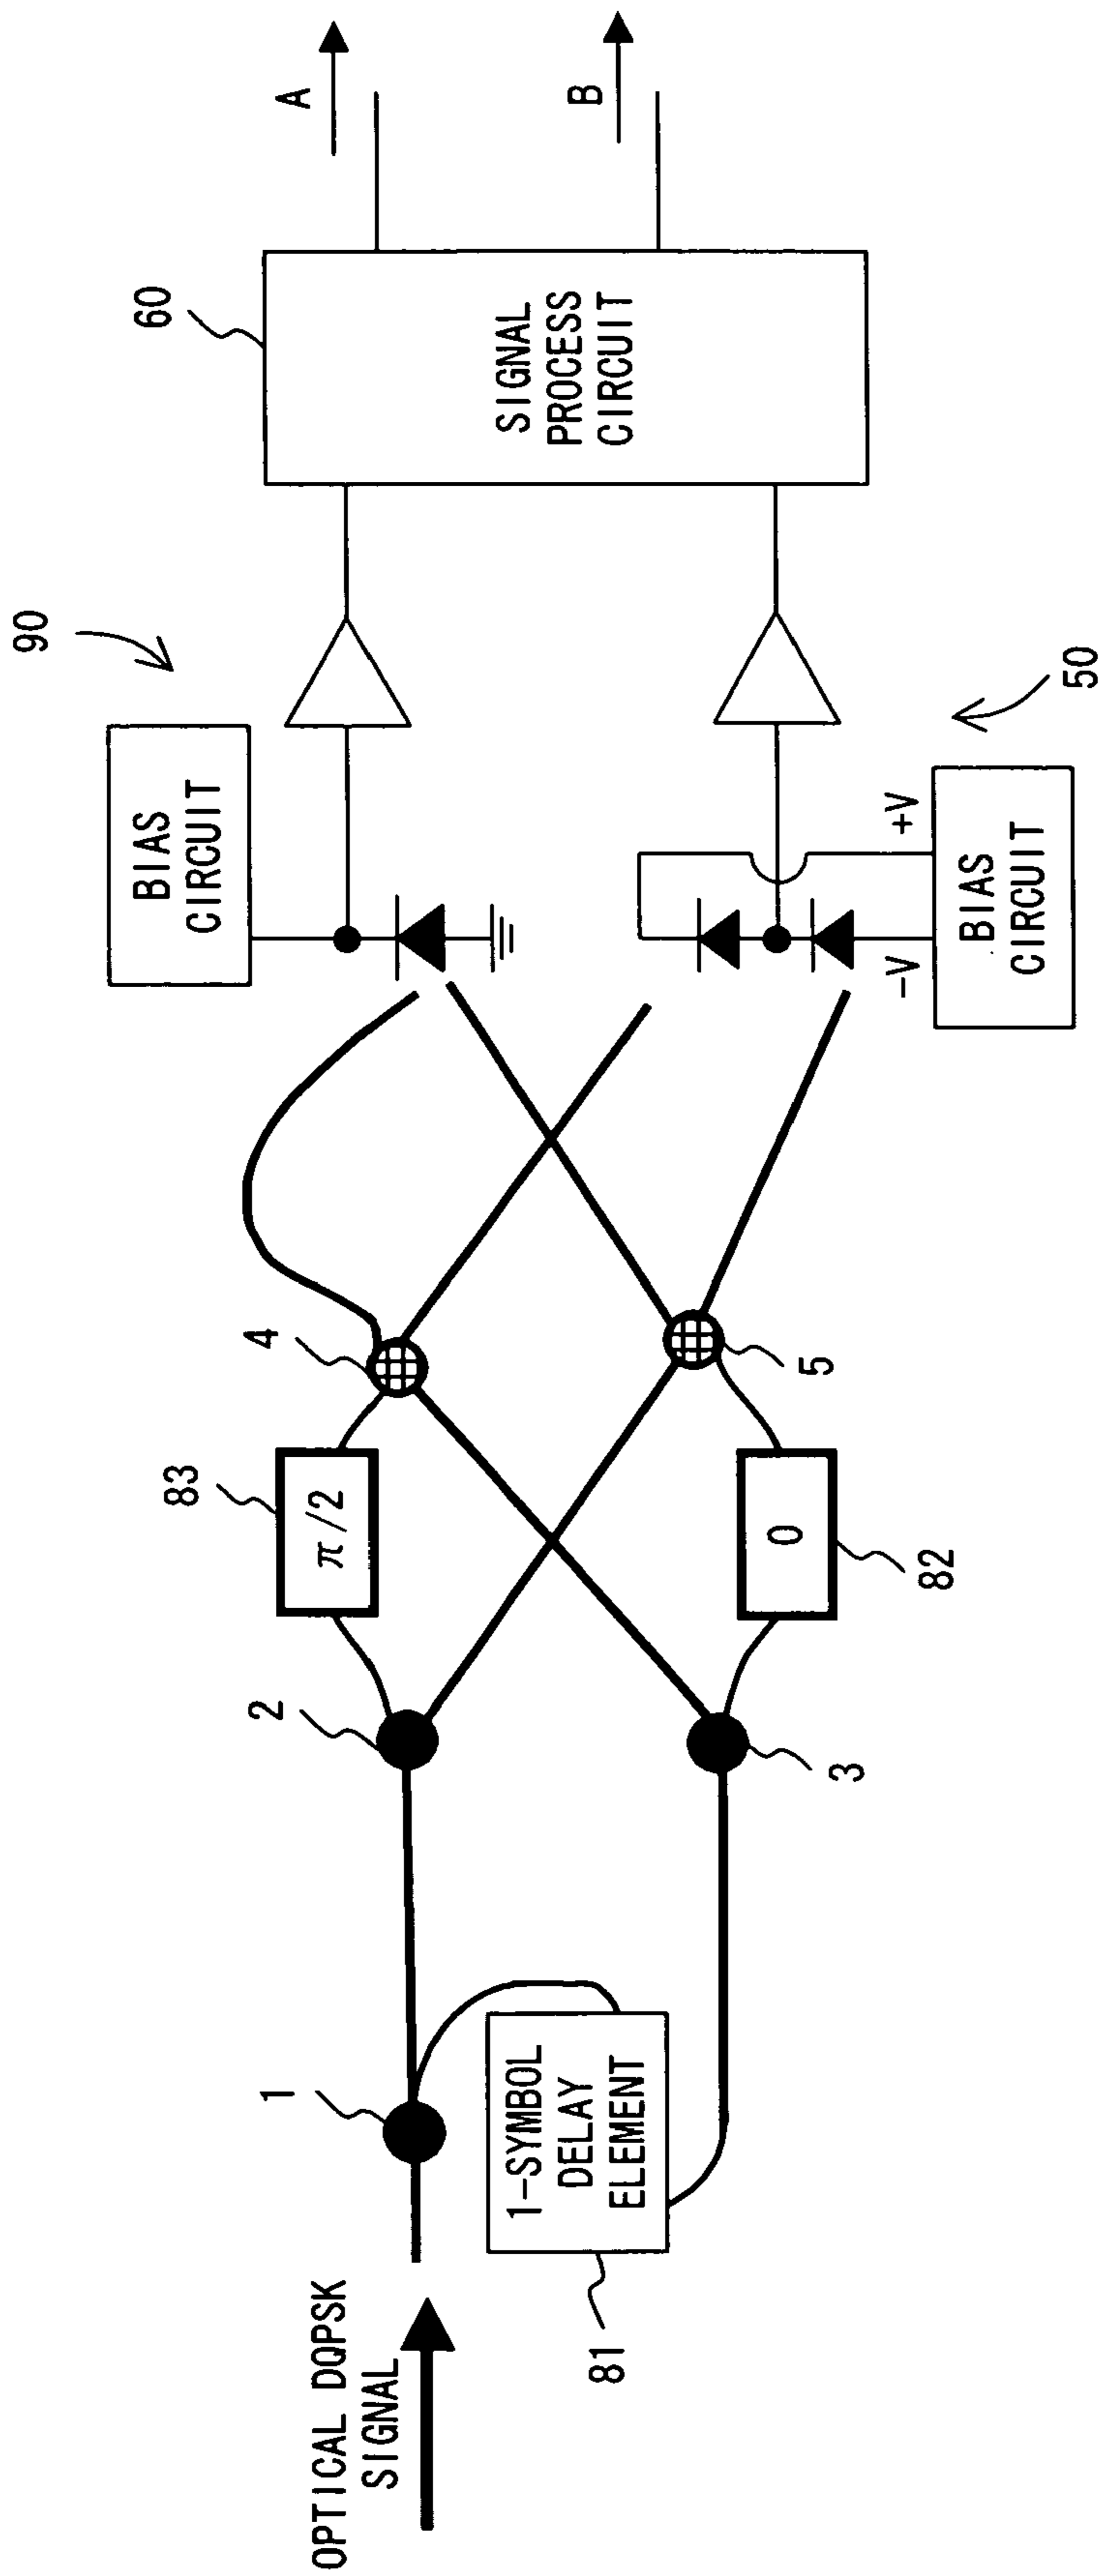 OPTICAL DQPSK
SIGNAL
1
81
1-SYMBOL
DELAY
ELEMENT
2
3
83
π/2
0
82
4
5
90
BIAS
CIRCUIT
-V
+V
BIAS
CIRCUIT
50
60
SIGNAL
PROCESS
CIRCUIT
A
B